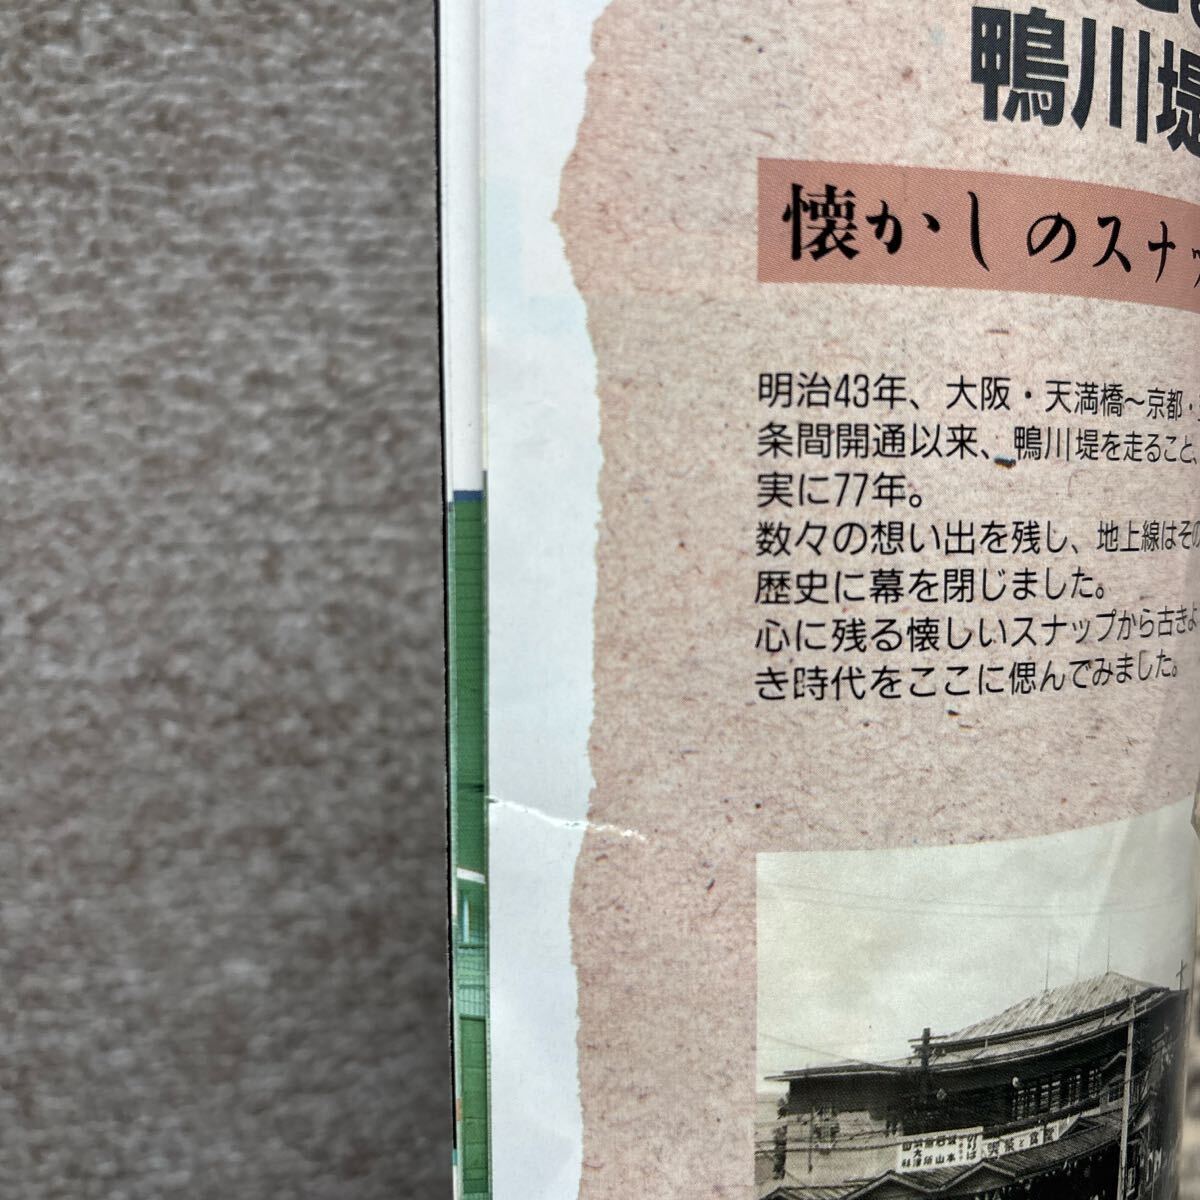 鴨川堤
懐かしのスナッ
明治43年、大阪・天満橋～京都・
条間開通以来、鴨川堤を走ること、
実に77年。
数々の想い出を残し、地上線はその
歴史に幕を閉じました。
心に残る懐しいスナップから古きよ
き時代をここに偲んでみました。